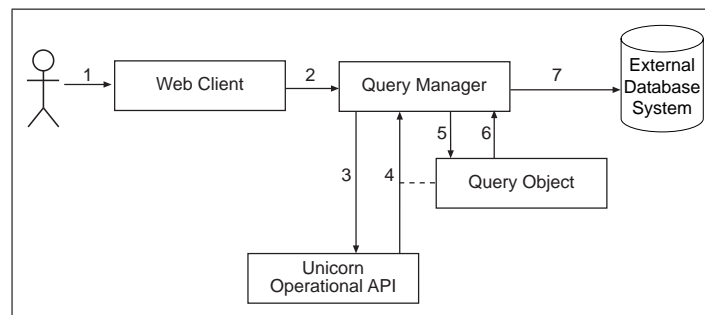 1
Web Client
2
Query Manager
7
External
Database
System
3
4
5
6
Query Object
Unicorn
Operational API